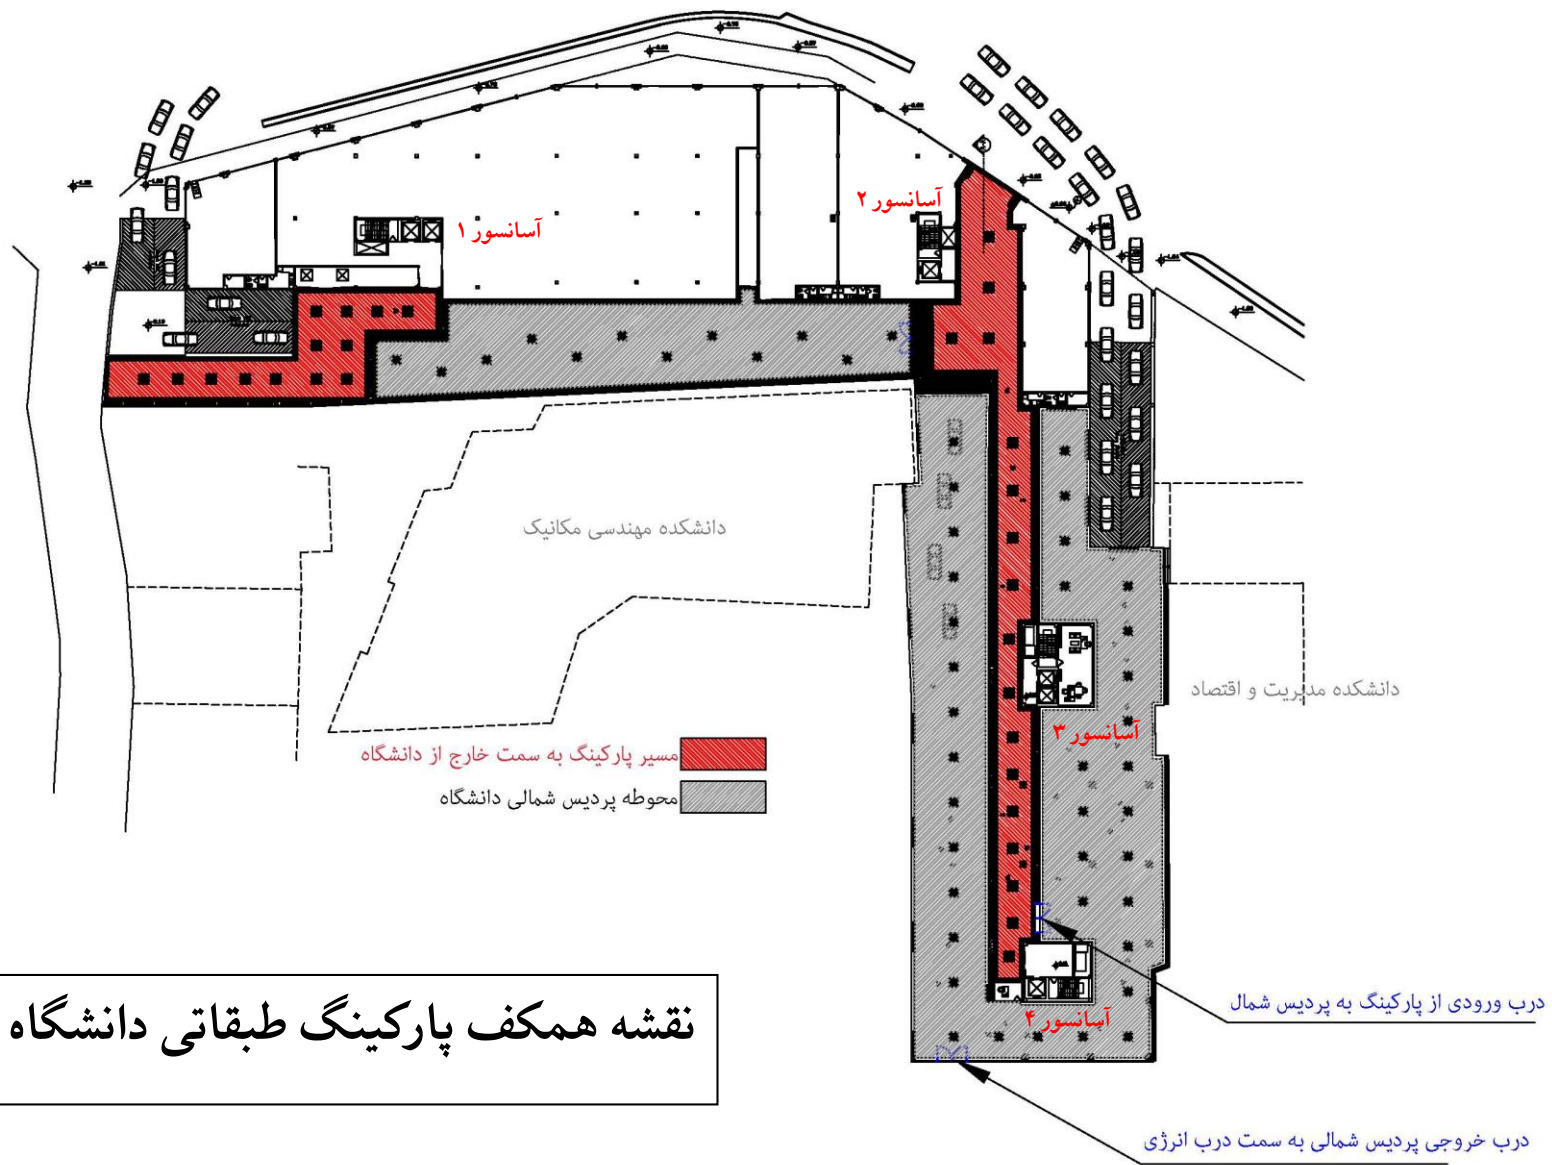 آسانسور ۲
آسانسور ۱
دانشکده مهندسی مکانیک
دانشکده مدیریت و اقتصاد
آسانسور ۳
مسیر پارکینگ به سمت خارج از دانشگاه
محوطه پردیس شمالی دانشگاه
درب ورودی از پارکینگ به پردیس شمال
آسانسور ۴
نقشه همکف پارکینگ طبقاتی دانشگاه
درب خروجی پردیس شمالی به سمت درب انرژی